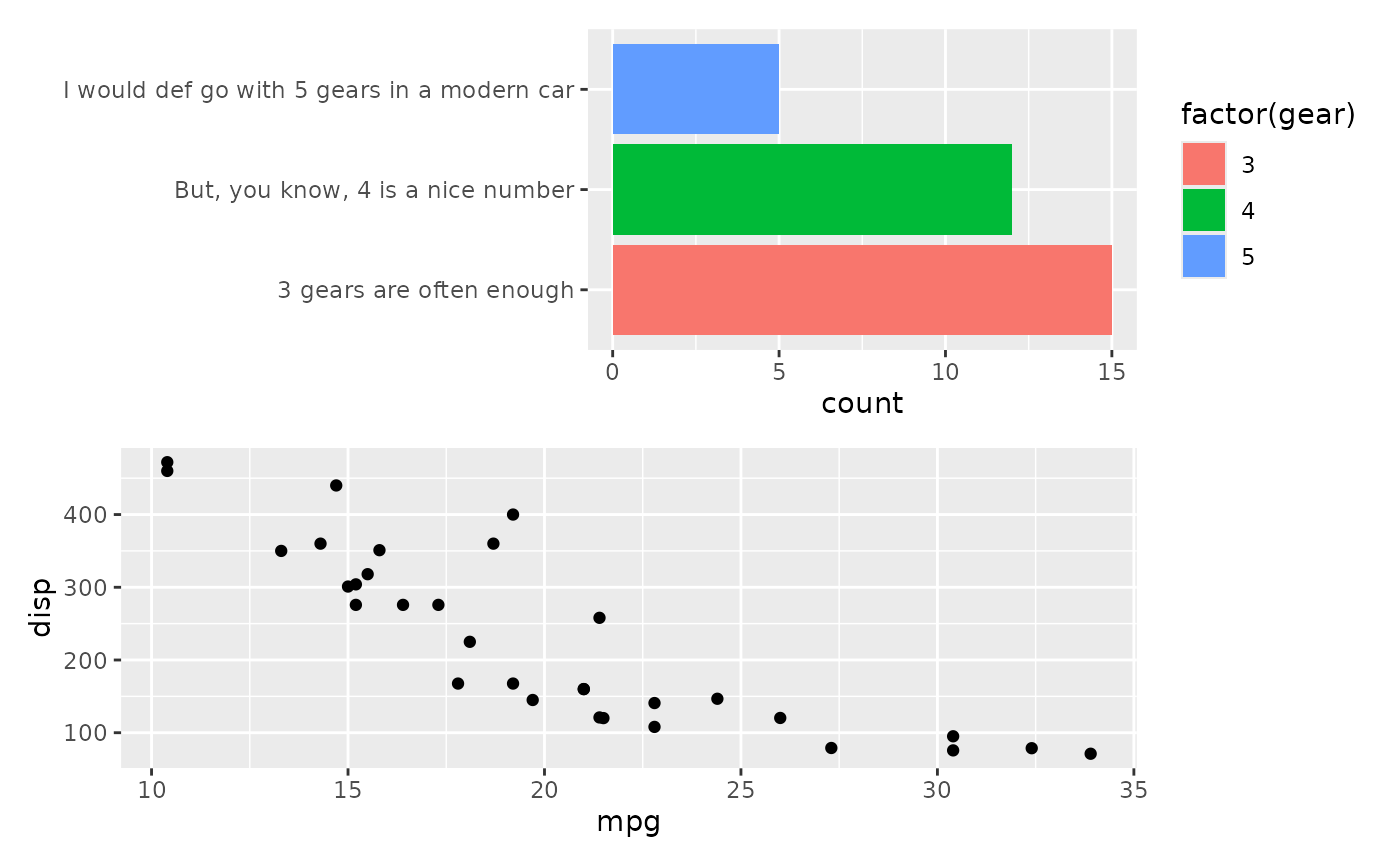 I would def go with 5 gears in a modern car
But, you know, 4 is a nice number
3 gears are often enough
0 5 10 15
count
factor(gear)
3
4
5
disp
400
300
200
100
10 15 20 25 30 35
mpg